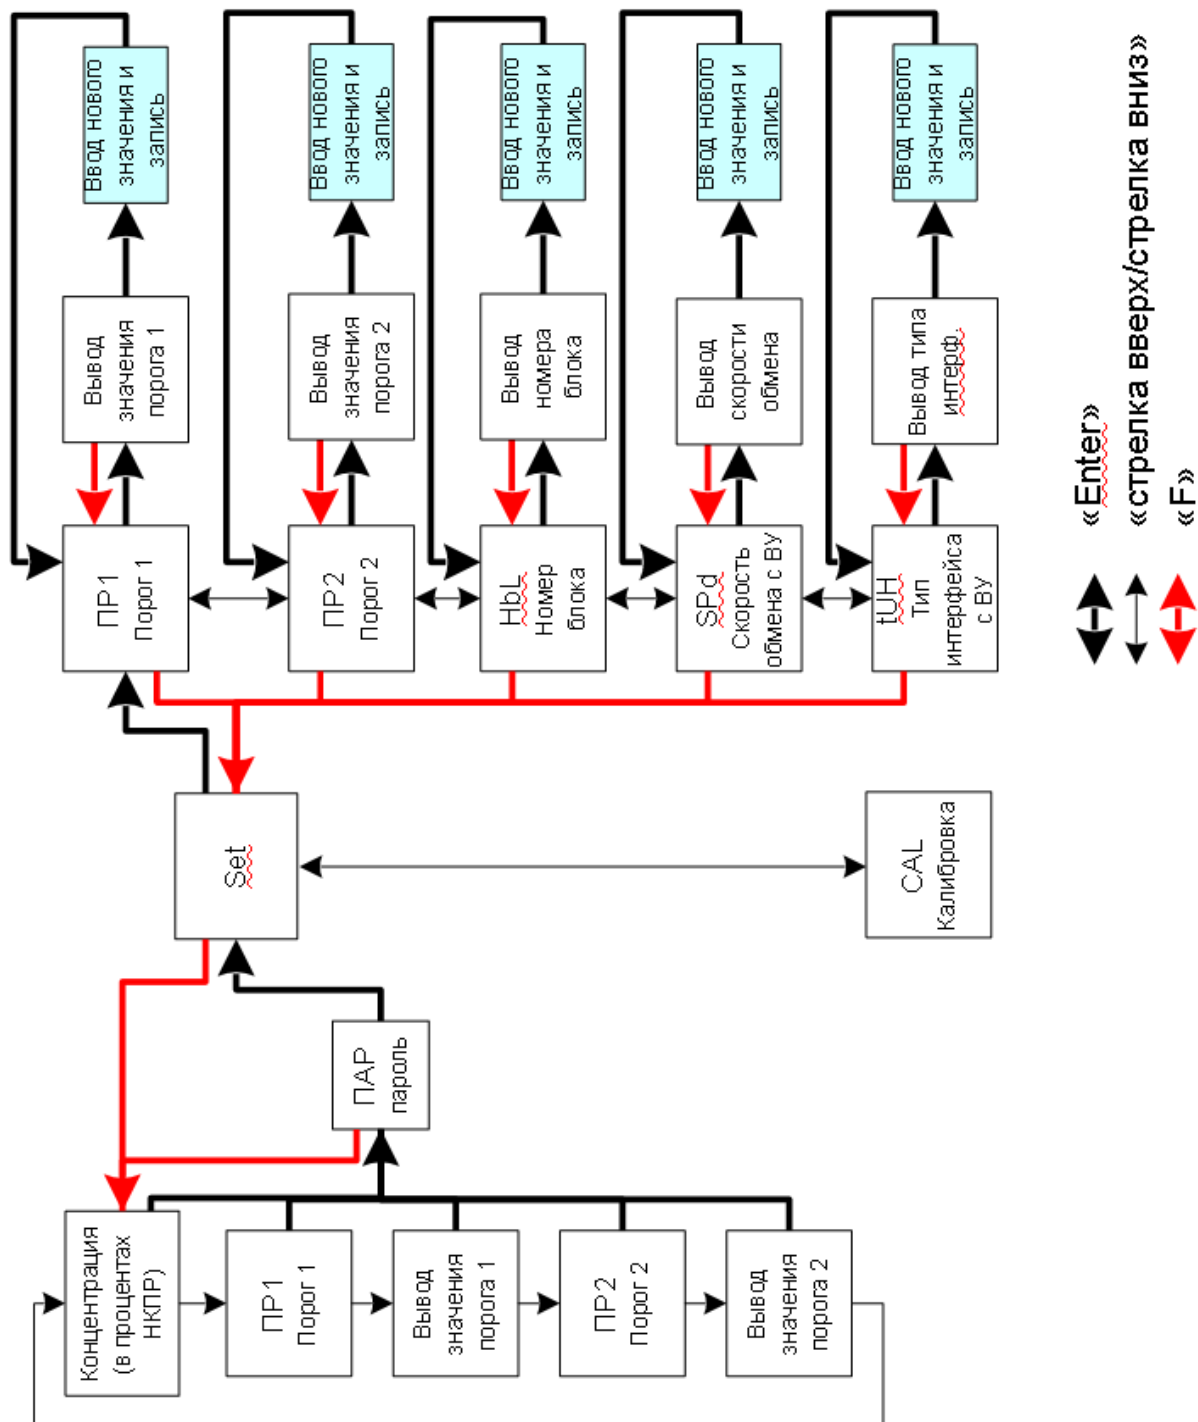 Концентрация
(в процентах
НКПР)
ПР1
Порог 1
Вывод
значения
порога 1
ПР2
Порог 2
Вывод
значения
порога 2
ПАР
пароль
Set
CAL
Калибровка
ПР1
Порог 1
Вывод
значения
порога 1
Ввод нового
значения и
запись
ПР2
Порог 2
Вывод
значения
порога 2
Ввод нового
значения и
запись
HbL
Номер
блока
Вывод
номера
блока
Ввод нового
значения и
запись
SPd
Скорость
обмена с ВУ
Вывод
скорости
обмена
Ввод нового
значения и
запись
tUH
Тип
интерфейса
с ВУ
Вывод типа
интерф.
Ввод нового
значения и
запись
«Enter»
«стрелка вверх/стрелка вниз»
«F»